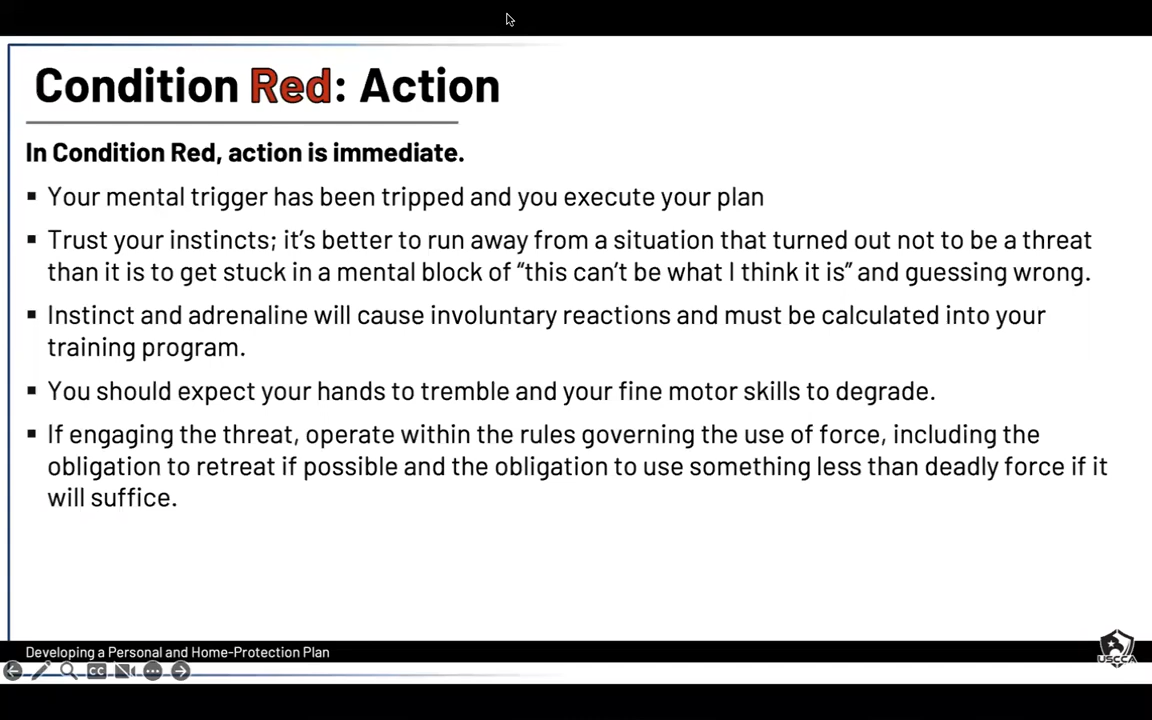 Condition Red: Action
In Condition Red, action is immediate.
▪ Your mental trigger has been tripped and you execute your plan
▪ Trust your instincts; it’s better to run away from a situation that turned out not to be a threat
than it is to get stuck in a mental block of “this can’t be what I think it is” and guessing wrong.
▪ Instinct and adrenaline will cause involuntary reactions and must be calculated into your
training program.
▪ You should expect your hands to tremble and your fine motor skills to degrade.
▪ If engaging the threat, operate within the rules governing the use of force, including the
obligation to retreat if possible and the obligation to use something less than deadly force if it
will suffice.
Developing a Personal and Home-Protection Plan
USCCA
CC